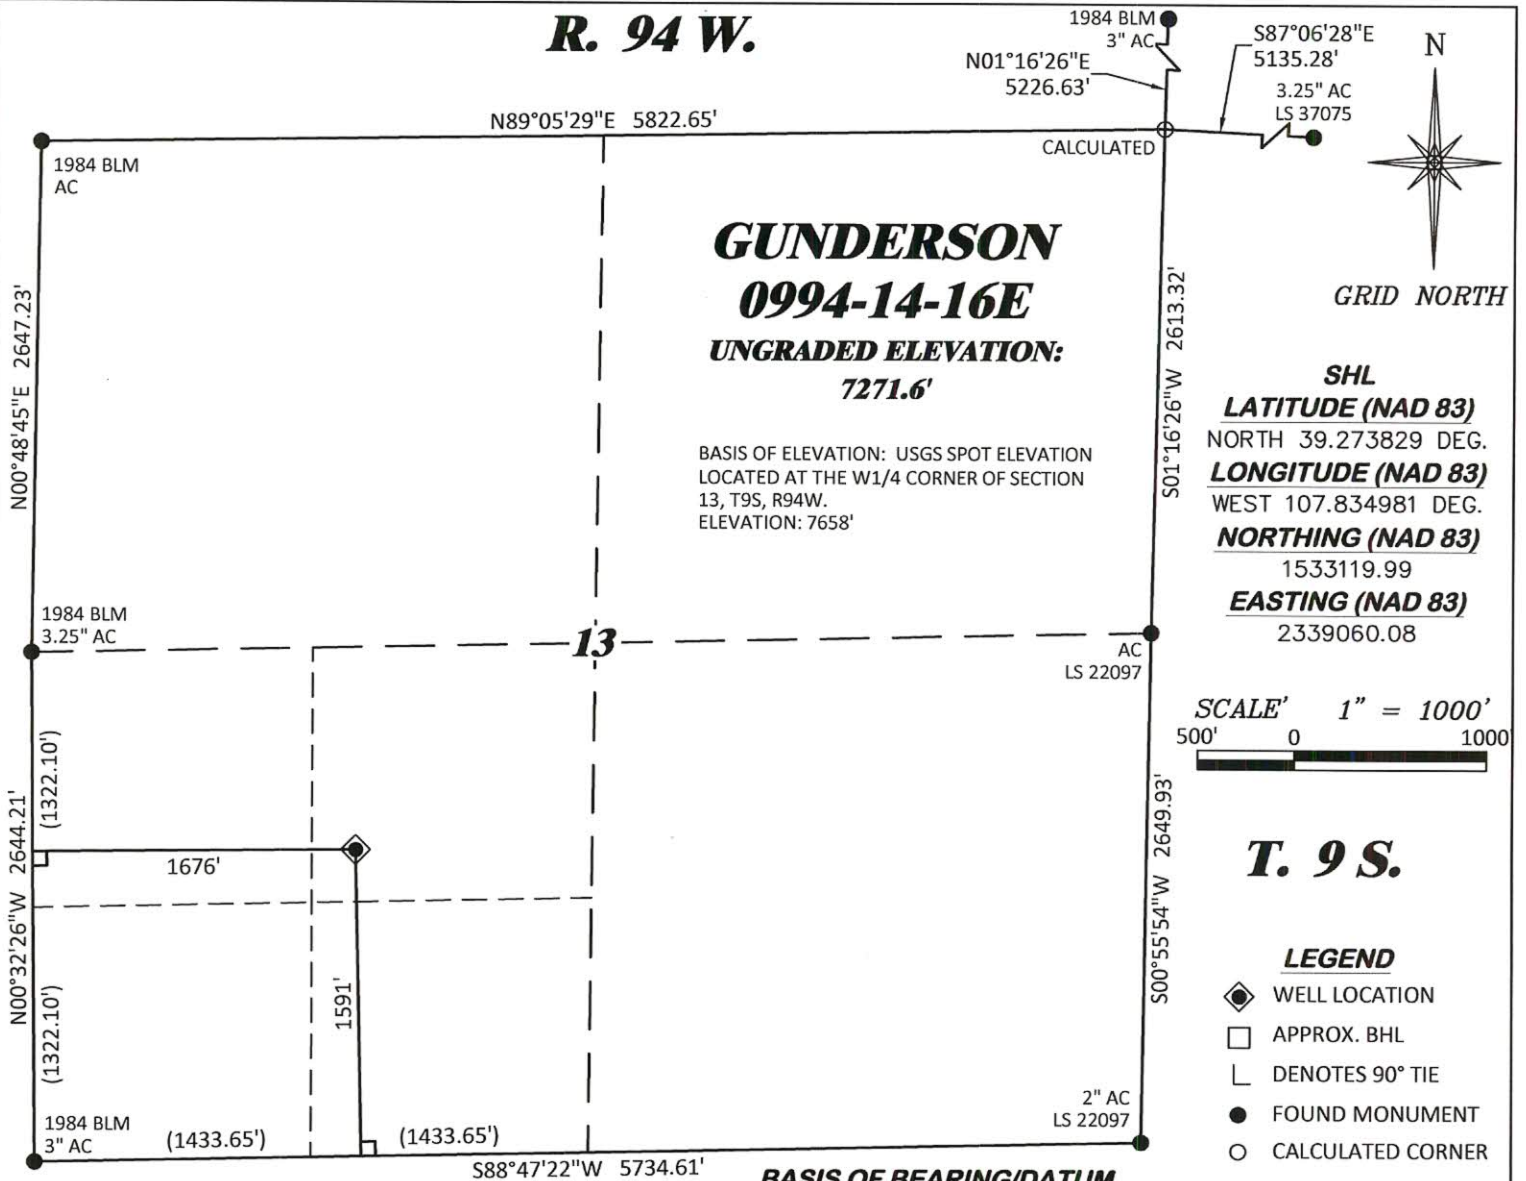 R. 94 W.
1984 BLM
3" AC
N01°16'26"E
5226.63'
S87°06'28"E
5135.28'
3.25" AC
LS 37075
N
N89°05'29"E 5822.65'
CALCULATED
1984 BLM
AC
GRID NORTH
GUNDERSON
0994-14-16E
UNGRADED ELEVATION:
7271.6'
BASIS OF ELEVATION: USGS SPOT ELEVATION
LOCATED AT THE W1/4 CORNER OF SECTION
13, T9S, R94W.
ELEVATION: 7658'
N00°48'45"E 2647.23'
S01°16'26"W 2613.32'
SHL
LATITUDE (NAD 83)
NORTH 39.273829 DEG.
LONGITUDE (NAD 83)
WEST 107.834981 DEG.
NORTHING (NAD 83)
1533119.99
EASTING (NAD 83)
2339060.08
1984 BLM
3.25" AC
13
AC
LS 22097
SCALE' 1" = 1000'
500' 0 1000
N00°32'26"W 2644.21'
(1322.10')
(1322.10')
1676'
1591'
S00°55'54"W 2649.93'
T. 9 S.
LEGEND
WELL LOCATION
APPROX. BHL
DENOTES 90° TIE
FOUND MONUMENT
CALCULATED CORNER
1984 BLM
3" AC
(1433.65')
(1433.65')
2" AC
LS 22097
S88°47'22"W 5734.61'
BASIS OF BEARING/DATUM